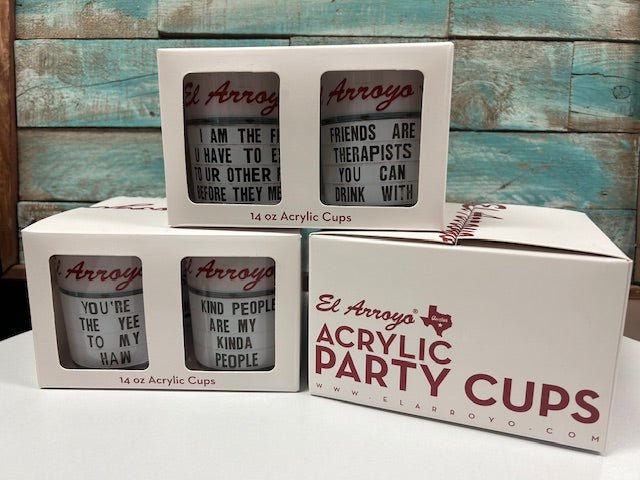 El Arroyo
I AM THE
U HAVE TO
TO UR OTHER
BEFORE THEY
Arroyo
FRIENDS ARE
THERAPISTS
YOU CAN
DRINK WITH
14 oz Acrylic Cups
El Arroyo
YOU'RE
THE YEE
TO MY
HAW
El Arroyo
KIND PEOPLE
ARE MY
KINDA
PEOPLE
14 oz Acrylic Cups
El Arroyo®
ACRYLIC
PARTY CUPS
WWW.ELARROYO.COM